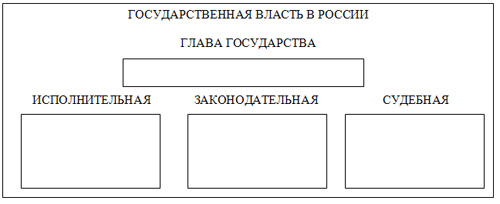 ГОСУДАРСТВЕННАЯ ВЛАСТЬ В РОССИИ
ГЛАВА ГОСУДАРСТВА
ИСПОЛНИТЕЛЬНАЯ ЗАКОНОДАТЕЛЬНАЯ СУДЕБНАЯ